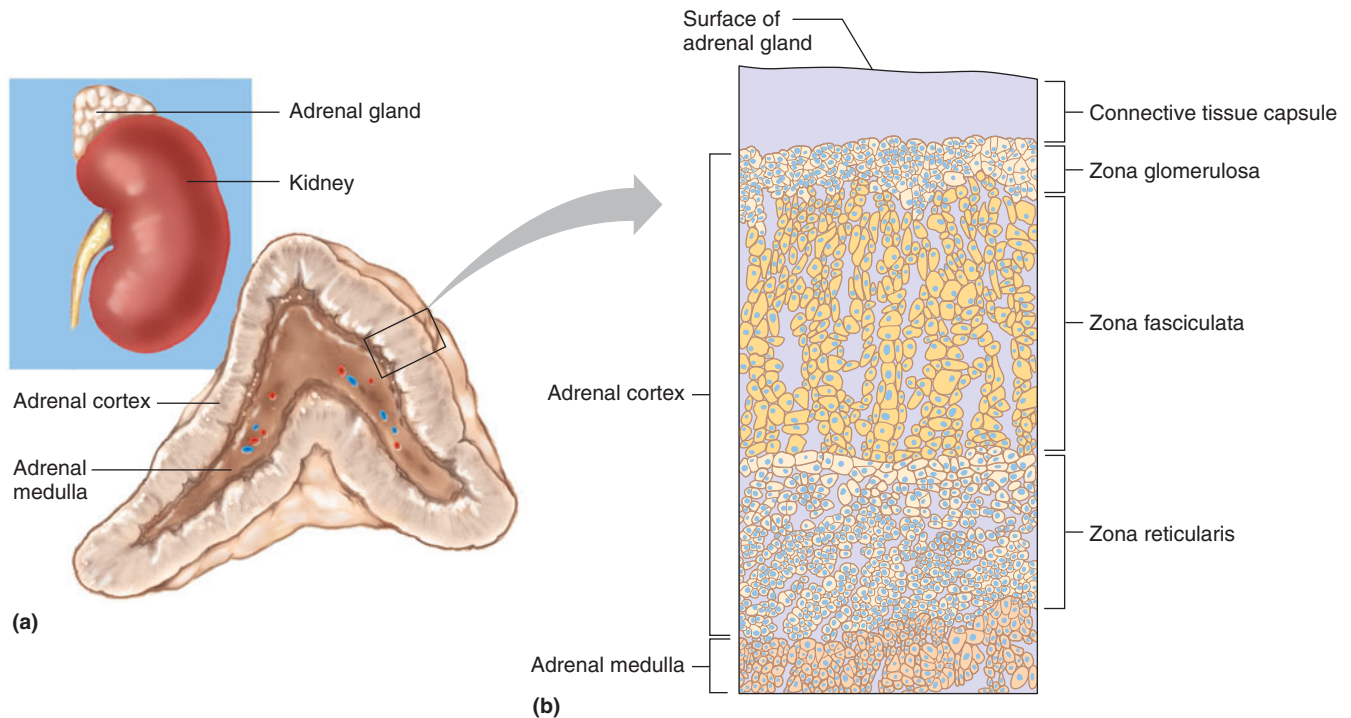 Surface of
adrenal gland
Adrenal gland
Connective tissue capsule
Zona glomerulosa
Kidney
Zona fasciculata
Adrenal cortex
Adrenal cortex
Adrenal
medulla
Zona reticularis
(a)
Adrenal medulla
(b)